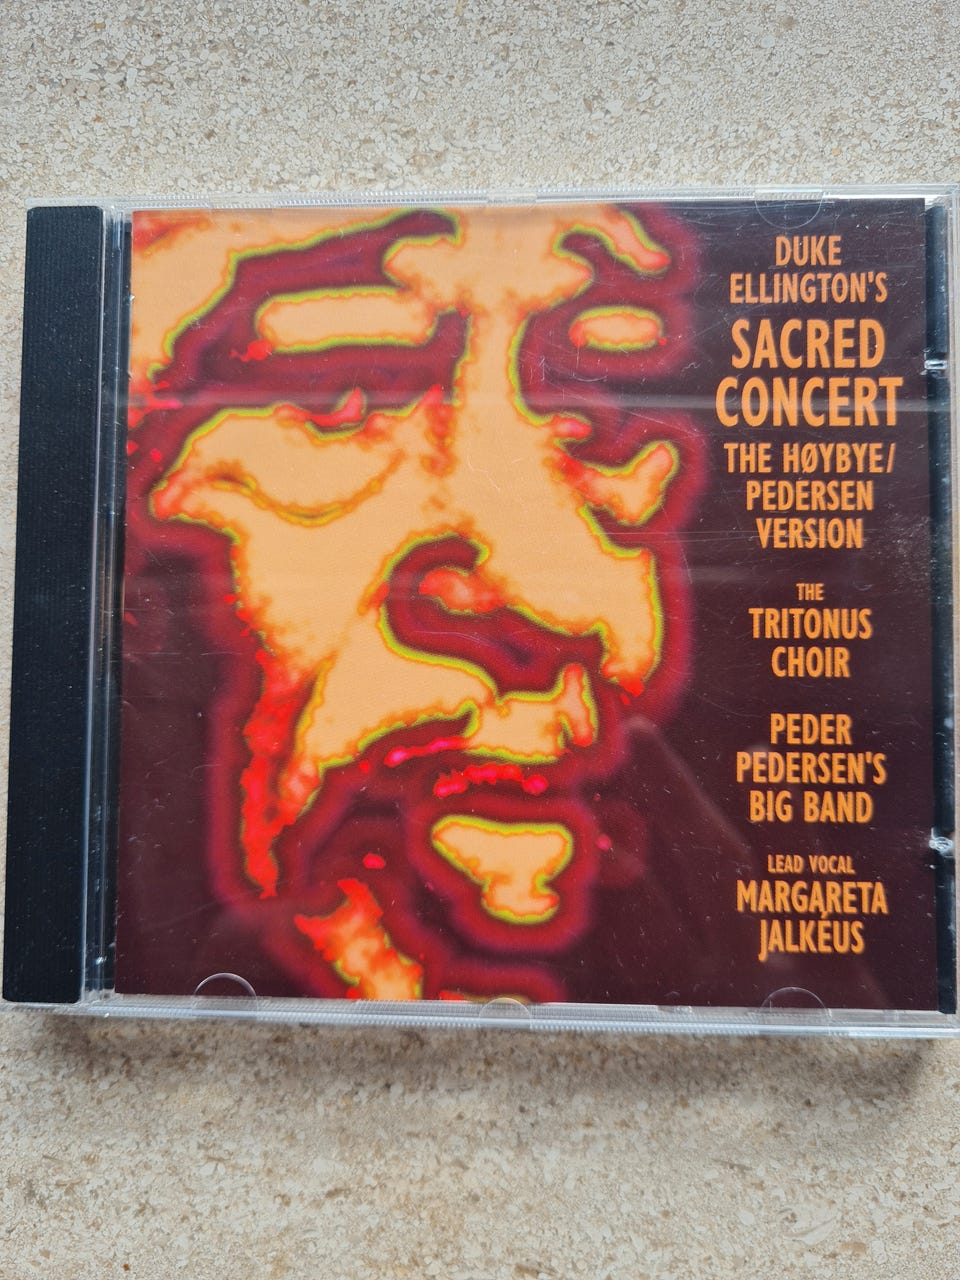 DUKE
ELLINGTON'S
SACRED
CONCERT
THE HØYBYE/
PEDERSEN
VERSION
THE
TRITONUS
CHOIR
PEDER
PEDERSEN'S
BIG BAND
LEAD VOCAL
MARGARETA
JALKÉUS